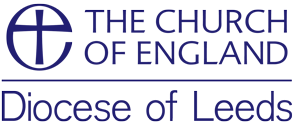 THE CHURCH
OF ENGLAND
Diocese of Leeds